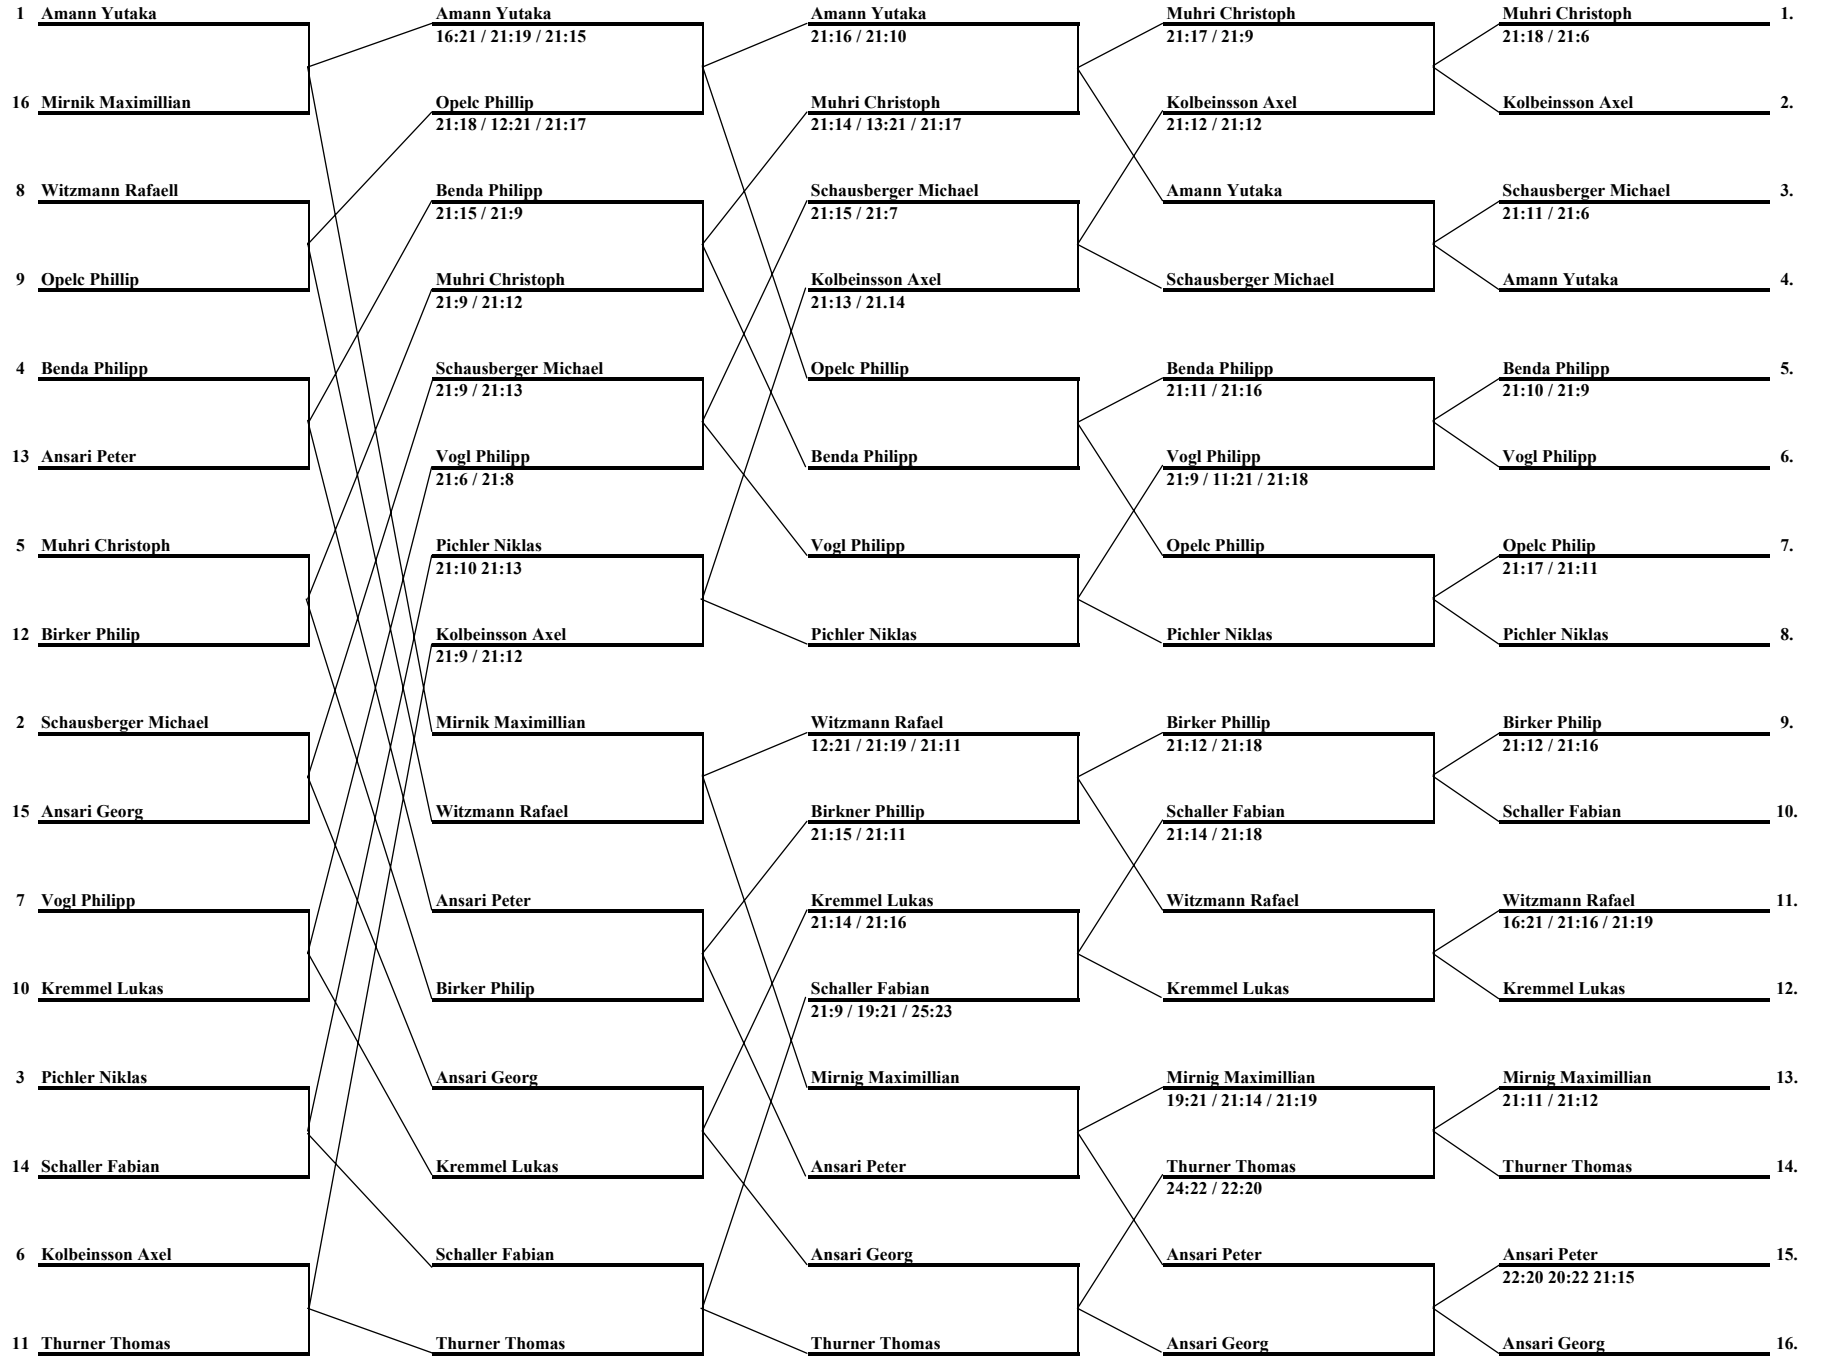 1 Amann Yutaka Amann Yutaka Amann Yutaka Muhri Christoph Muhri Christoph 1.
16:21 / 21:19 / 21:15 21:16 / 21:10 21:17 / 21:9 21:18 / 21:6
16 Mirnik Maximillian Opelc Phillip Muhri Christoph Kolbeinsson Axel Kolbeinsson Axel 2.
21:18 / 12:21 / 21:17 21:14 / 13:21 / 21:17 21:12 / 21:12
8 Witzmann Rafaell Benda Philipp Schausberger Michael Amann Yutaka Schausberger Michael 3.
21:15 / 21:9 21:15 / 21:7 21:11 / 21:6
9 Opelc Phillip Muhri Christoph Kolbeinsson Axel Schausberger Michael Amann Yutaka 4.
21:9 / 21:12 21:13 / 21.14
4 Benda Philipp Schausberger Michael Opelc Phillip Benda Philipp Benda Philipp 5.
21:9 / 21:13 21:11 / 21:16 21:10 / 21:9
13 Ansari Peter Vogl Philipp Benda Philipp Vogl Philipp Vogl Philipp 6.
21:6 / 21:8 21:9 / 11:21 / 21:18
5 Muhri Christoph Pichler Niklas Vogl Philipp Opelc Phillip Opelc Philip 7.
21:10 21:13 21:17 / 21:11
12 Birker Philip Kolbeinsson Axel Pichler Niklas Pichler Niklas Pichler Niklas 8.
21:9 / 21:12
2 Schausberger Michael Mirnik Maximillian Witzmann Rafael Birker Phillip Birker Philip 9.
12:21 / 21:19 / 21:11 21:12 / 21:18 21:12 / 21:16
15 Ansari Georg Witzmann Rafael Birkner Phillip Schaller Fabian Schaller Fabian 10.
21:15 / 21:11 21:14 / 21:18
7 Vogl Philipp Ansari Peter Kremmel Lukas Witzmann Rafael Witzmann Rafael 11.
21:14 / 21:16 16:21 / 21:16 / 21:19
10 Kremmel Lukas Birker Philip Schaller Fabian Kremmel Lukas Kremmel Lukas 12.
21:9 / 19:21 / 25:23
3 Pichler Niklas Ansari Georg Mirnig Maximillian Mirnig Maximillian Mirnig Maximillian 13.
19:21 / 21:14 / 21:19 21:11 / 21:12
14 Schaller Fabian Kremmel Lukas Ansari Peter Thurner Thomas Thurner Thomas 14.
24:22 / 22:20
6 Kolbeinsson Axel Schaller Fabian Ansari Georg Ansari Peter Ansari Peter 15.
22:20 20:22 21:15
11 Thurner Thomas Thurner Thomas Thurner Thomas Ansari Georg Ansari Georg 16.